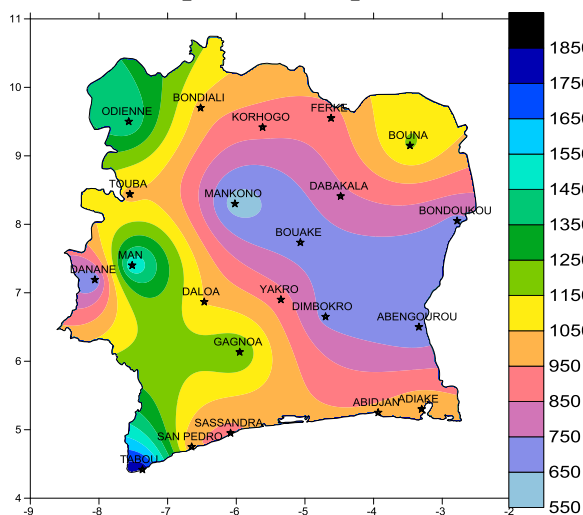 11
10
9
8
7
6
5
4
-9
-8
-7
-6
-5
-4
-3
-2
ODIENNE
BONDIALI
KORHOGO
FERKE
BOUNA
TOUBA
MANKONO
DABAKALA
BONDOUKOU
BOUAKE
MAN
DANANE
DALOA
YAKRO
DIMBOKRO
ABENGOUROU
GAGNOA
ABIDJAN
ADIAKE
SASSANDRA
SAN PEDRO
TABOU
1850
1750
1650
1550
1450
1350
1250
1150
1050
950
850
750
650
550